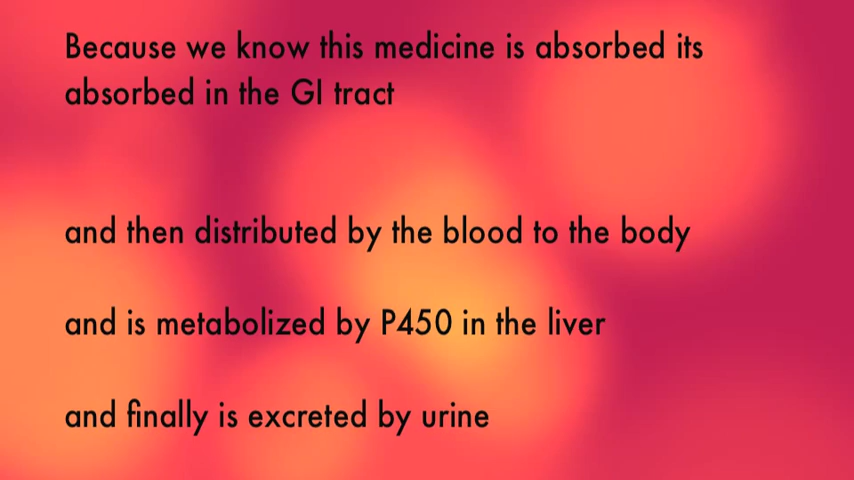 Because we know this medicine is absorbed its
absorbed in the GI tract
and then distributed by the blood to the body
and is metabolized by P450 in the liver
and finally is excreted by urine